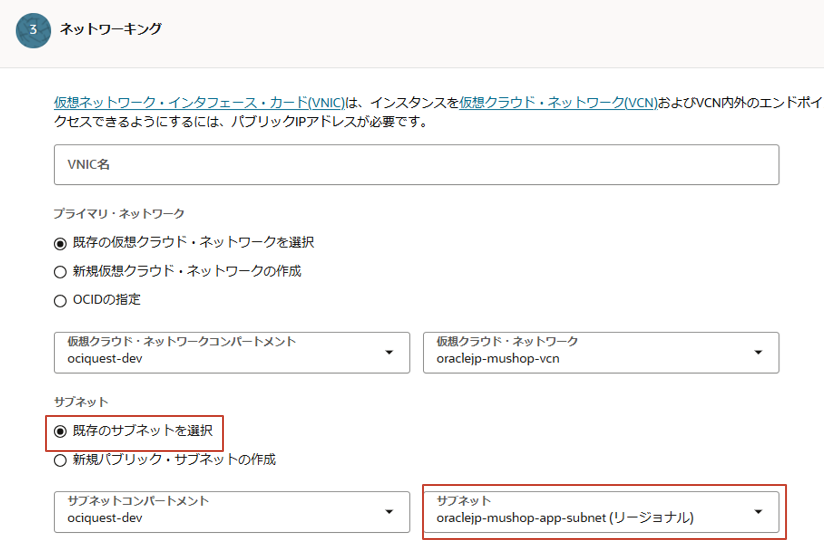 3 ネットワーキング
仮想ネットワーク・インタフェース・カード(VNIC)は、インスタンスを仮想クラウド・ネットワーク(VCN)およびVCN内外のエンドポイ
クセスできるようにするには、パブリックIPアドレスが必要です。
VNIC名
プライマリ・ネットワーク
既存の仮想クラウド・ネットワークを選択
新規仮想クラウド・ネットワークの作成
OCIDの指定
仮想クラウド・ネットワークコンパートメント
ociquest-dev
仮想クラウド・ネットワーク
oraclejp-mushop-vcn
サブネット
既存のサブネットを選択
新規パブリック・サブネットの作成
サブネットコンパートメント
ociquest-dev
サブネット
oraclejp-mushop-app-subnet (リージョナル)